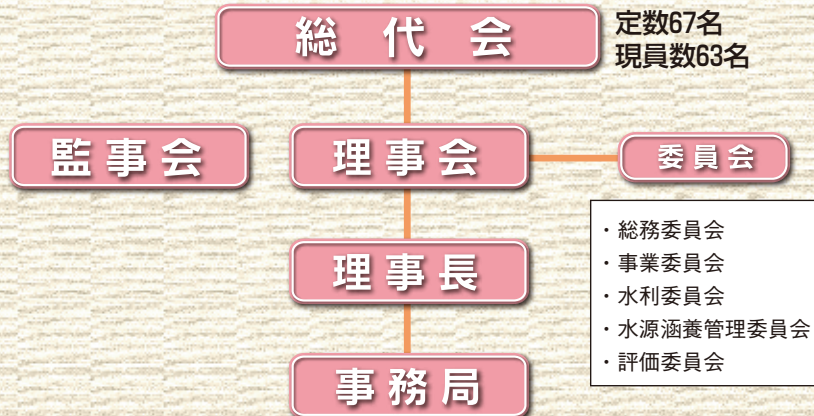 総代会
定数67名
現員数63名
監事会
理事会
委員会
・総務委員会
・事業委員会
・水利委員会
・水源涵養管理委員会
・評価委員会
理事長
事務局